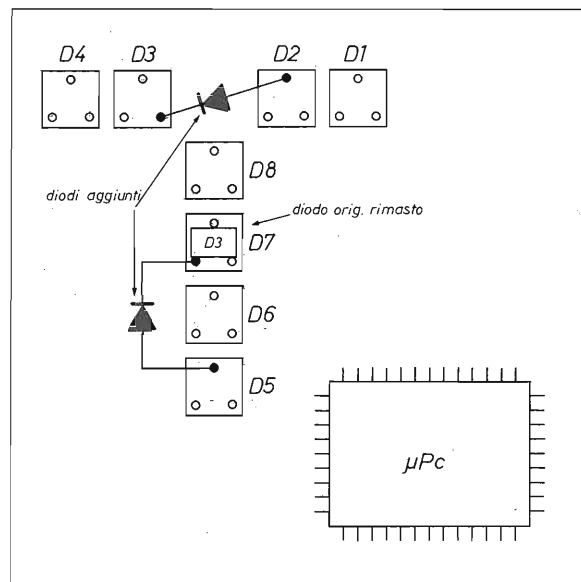 D4 D3 D2 D1
D8
diodi aggiunti
diodo orig. rimasto
D3 D7
D6
D5
µPc